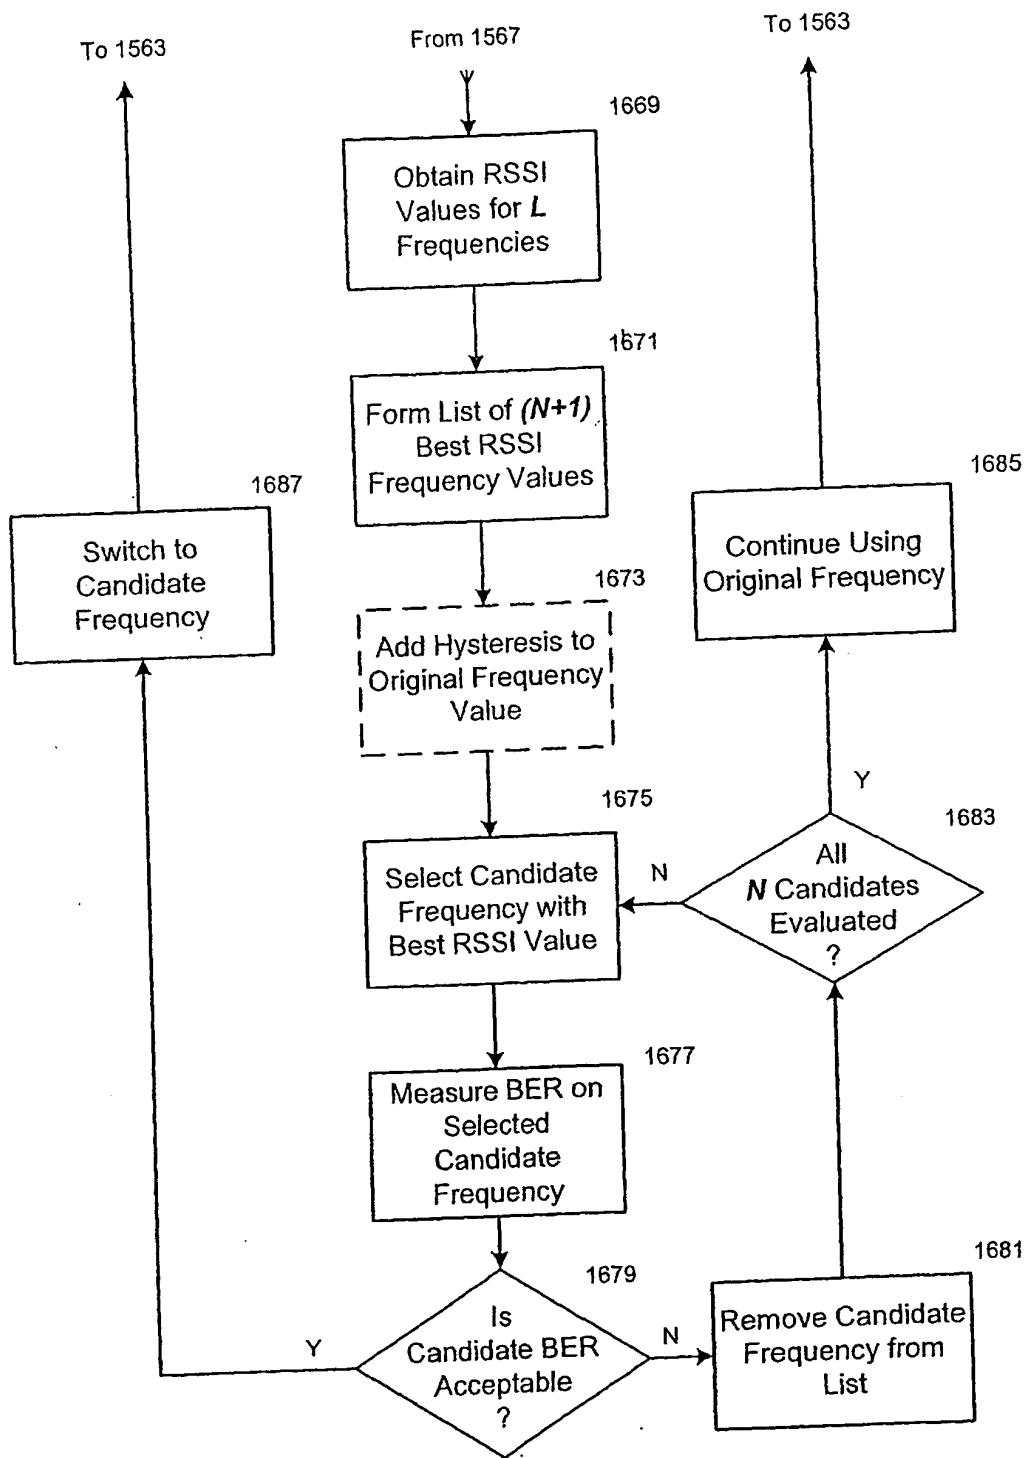 To 1563
From 1567
To 1563
1669
Obtain RSSI
Values for L
Frequencies
1671
Form List of (N+1)
Best RSSI
Frequency Values
1687
Switch to
Candidate
Frequency
1685
Continue Using
Original Frequency
1673
Add Hysteresis to
Original Frequency
Value
1675
Select Candidate
Frequency with
Best RSSI Value
N
Y
1683
All
N Candidates
Evaluated
?
1677
Measure BER on
Selected
Candidate
Frequency
1679
Is
Candidate BER
Acceptable
?
Y
N
1681
Remove Candidate
Frequency from
List